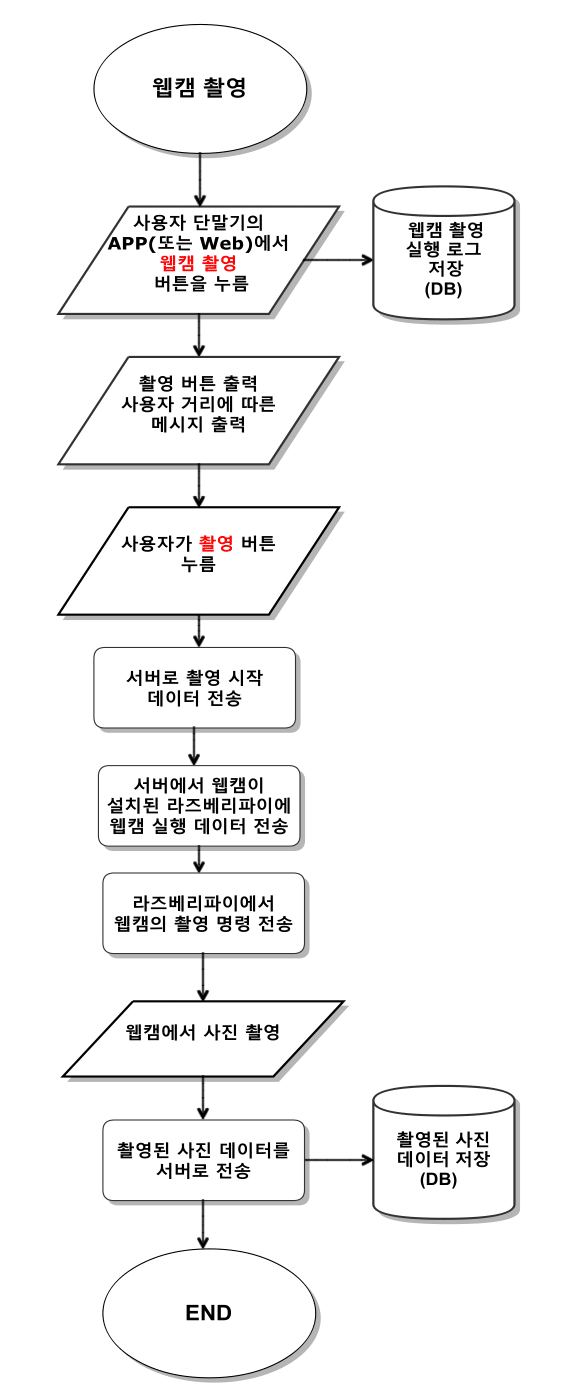 웹캠 촬영
사용자 단말기의
APP(또는 Web)에서
웹캠 촬영
버튼을 누름
웹캠 촬영
실행 로그
저장
(DB)
촬영 버튼 출력
사용자 거리에 따른
메시지 출력
사용자가 촬영 버튼
누름
서버로 촬영 시작
데이터 전송
서버에서 웹캠이
설치된 라즈베리파이에
웹캠 실행 데이터 전송
라즈베리파이에서
웹캠의 촬영 명령 전송
웹캠에서 사진 촬영
촬영된 사진 데이터를
서버로 전송
촬영된 사진
데이터 저장
(DB)
END